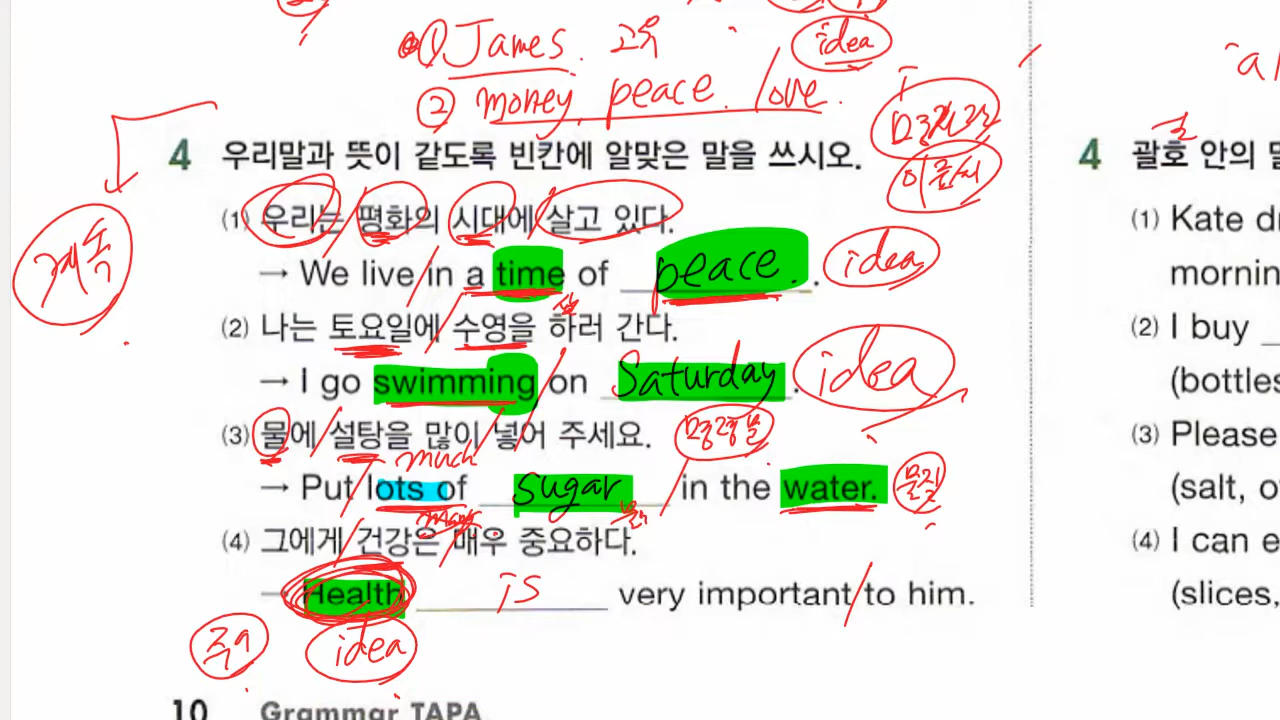 ① James. 고유 idea
② money, peace. love.
4 우리말과 뜻이 같도록 빈칸에 알맞은 말을 쓰시오.
(1) 우리는 평화의 시대에 살고 있다.
→ We live in a time of peace. . idea
(2) 나는 토요일에 수영을 하러 간다.
→ I go swimming on Saturday. idea
(3) 물에 설탕을 많이 넣어 주세요.
much
→ Put lots of sugar in the water. 물질
many
(4) 그에게 건강은 매우 중요하다.
→ Health is very important to him.
주어 idea
계속
10 Grammar TAPA
4 괄호 안의 말
(1) Kate dr
mornin
(2) I buy
(bottles
(3) Please
(salt, o
(4) I can e
(slices,